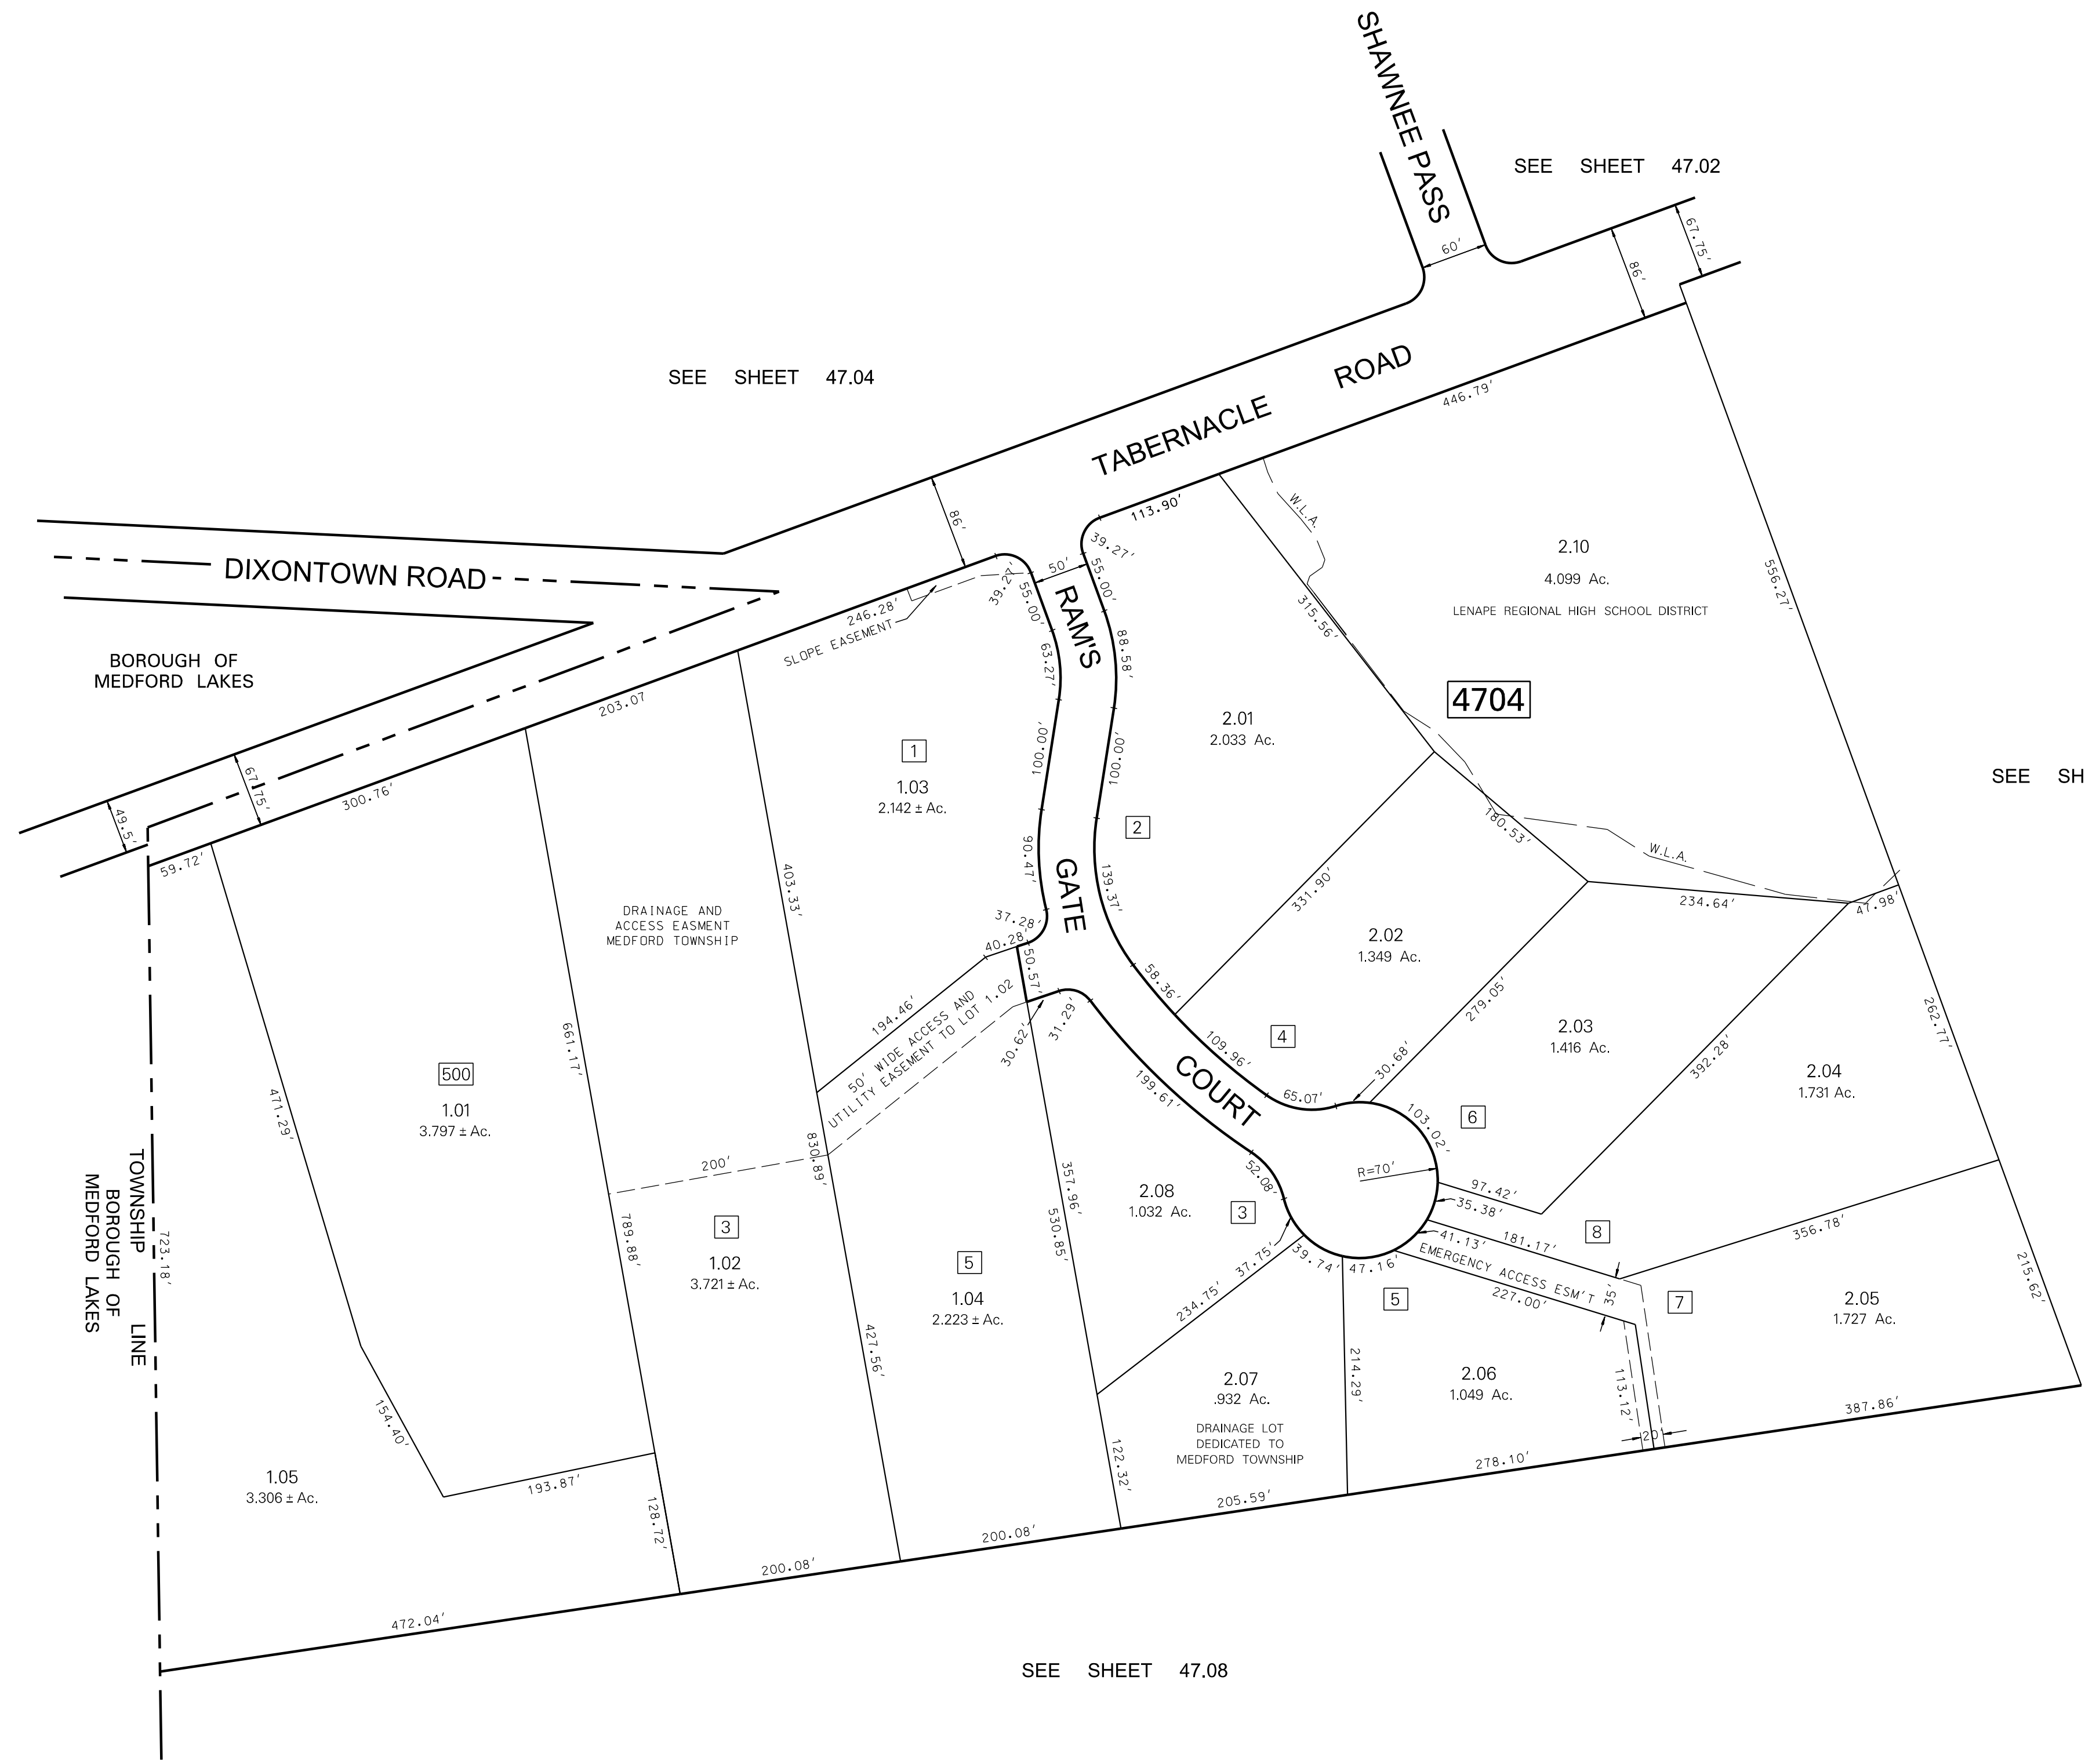 SHAWNEE PASS
SEE SHEET 47.02
60'
67.75'
86'
SEE SHEET 47.04
TABERNACLE ROAD
446.79'
113.90'
86'
DIXONTOWN ROAD
BOROUGH OF
MEDFORD LAKES
246.28'
SLOPE EASEMENT
39.27'
50'
39.27'
55.00'
55.00'
RAM'S
GATE
COURT
W.L.A.
2.10
4.099 Ac.
LENAPE REGIONAL HIGH SCHOOL DISTRICT
556.27'
315.56'
4704
63.27'
88.58'
2.01
2.033 Ac.
203.07
1
1.03
2.142 ± Ac.
100.00'
100.00'
67.75'
300.76'
49.5'
59.72'
2
180.53'
W.L.A.
SEE SH
90.47'
139.37'
403.33'
331.90'
234.64'
47.98'
DRAINAGE AND
ACCESS EASMENT
MEDFORD TOWNSHIP
37.28'
40.28'
50.57'
2.02
1.349 Ac.
58.36'
279.05'
194.46'
50' WIDE ACCESS AND
UTILITY EASEMENT TO LOT 1.02
30.62'
31.29'
4
109.96'
2.03
1.416 Ac.
262.77'
661.17'
500
1.01
3.797 ± Ac.
471.29'
199.61'
65.07'
30.68'
392.28'
2.04
1.731 Ac.
103.02'
6
R=70'
830.89'
200'
357.96'
52.08'
2.08
1.032 Ac.
3
97.42'
35.38'
TOWNSHIP LINE
BOROUGH OF
MEDFORD LAKES
723.18'
789.88'
3
1.02
3.721 ± Ac.
530.85'
5
1.04
2.223 ± Ac.
37.75'
39.74'
47.16'
41.13'
181.17'
8
356.78'
EMERGENCY ACCESS ESM'T
35'
227.00'
215.62'
234.75'
5
7
2.05
1.727 Ac.
427.56'
214.29'
2.07
.932 Ac.
DRAINAGE LOT
DEDICATED TO
MEDFORD TOWNSHIP
2.06
1.049 Ac.
113.12'
20'
387.86'
154.40'
122.32'
278.10'
1.05
3.306 ± Ac.
193.87'
128.72'
205.59'
200.08'
200.08'
472.04'
SEE SHEET 47.08